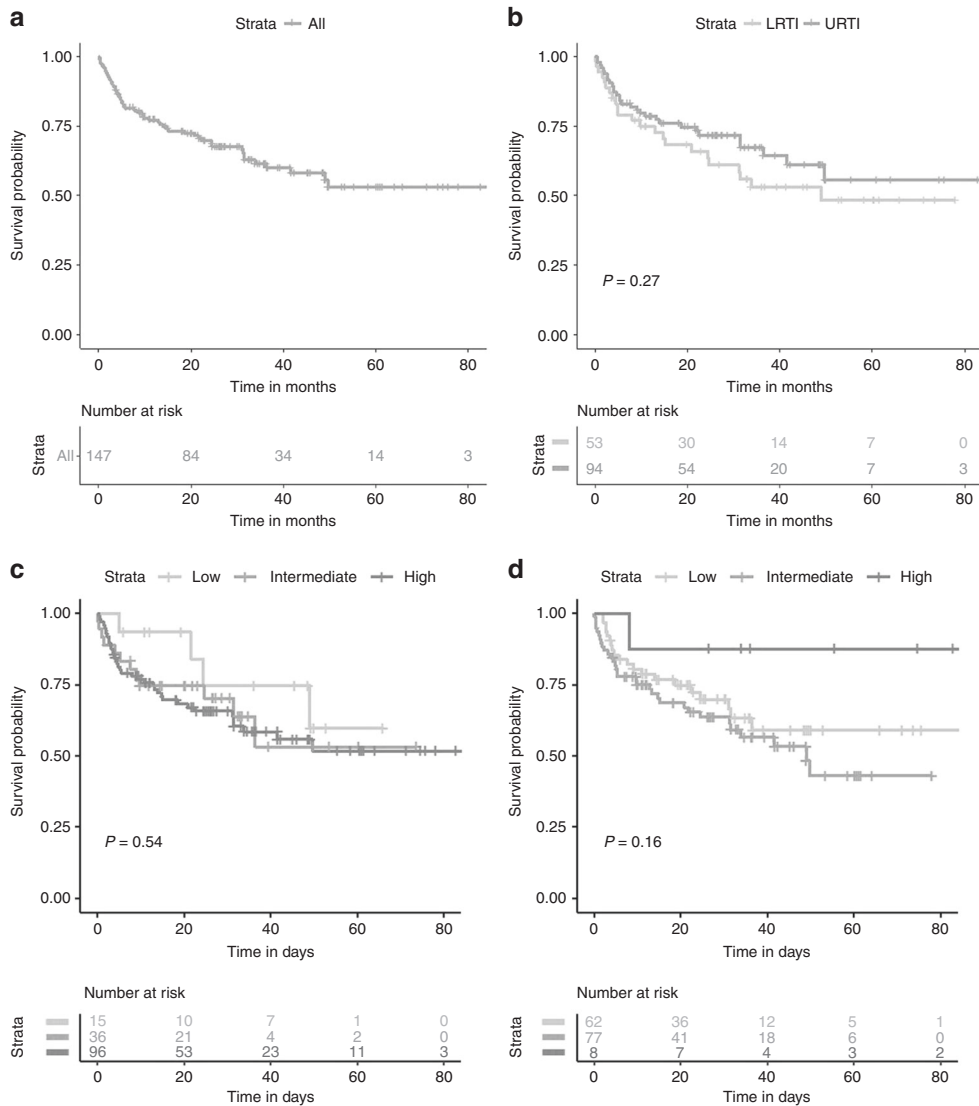 a
Strata All
1.00
0.75
0.50
0.25
0.00
Survival probability
0 20 40 60 80
Time in months
Number at risk
Strata
All 147 84 34 14 3
0 20 40 60 80
Time in months
b
Strata LRTI URTI
1.00
0.75
0.50
0.25
0.00
Survival probability
P = 0.27
0 20 40 60 80
Time in months
Number at risk
Strata
53 30 14 7 0
94 54 20 7 3
0 20 40 60 80
Time in months
c
Strata Low Intermediate High
1.00
0.75
0.50
0.25
0.00
Survival probability
P = 0.54
0 20 40 60 80
Time in days
Number at risk
Strata
15 10 7 1 0
36 21 4 2 0
96 53 23 11 3
0 20 40 60 80
Time in days
d
Strata Low Intermediate High
1.00
0.75
0.50
0.25
0.00
Survival probability
P = 0.16
0 20 40 60 80
Time in days
Number at risk
Strata
62 36 12 5 1
77 41 18 6 0
8 7 4 3 2
0 20 40 60 80
Time in days